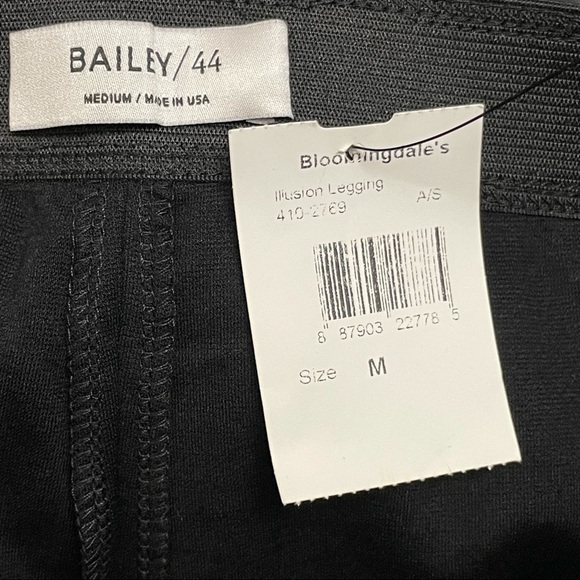 BAILEY/44
MEDIUM / MADE IN USA
Bloomingdale's
Illusion Legging
410-2769 A/S
8 87903 22778 5
Size M